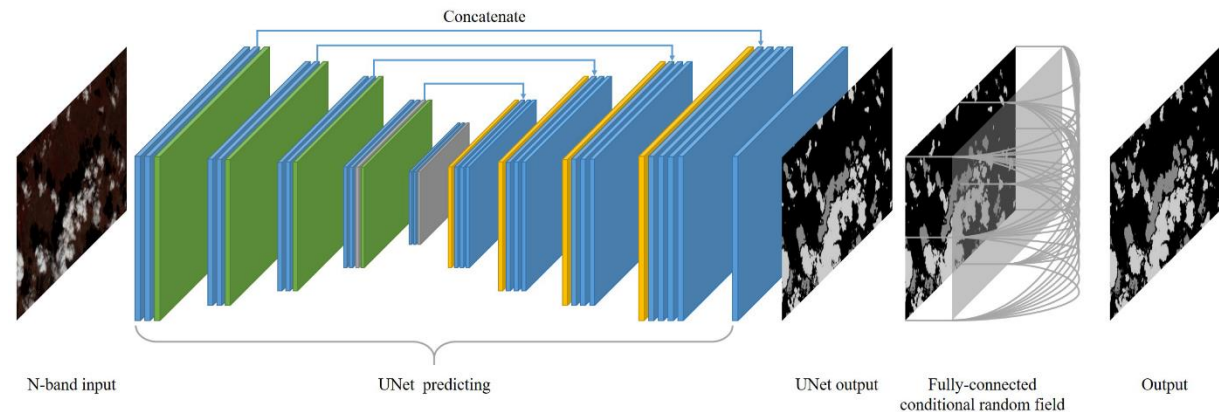 Concatenate
N-band input
UNet predicting
UNet output
Fully-connected
conditional random field
Output